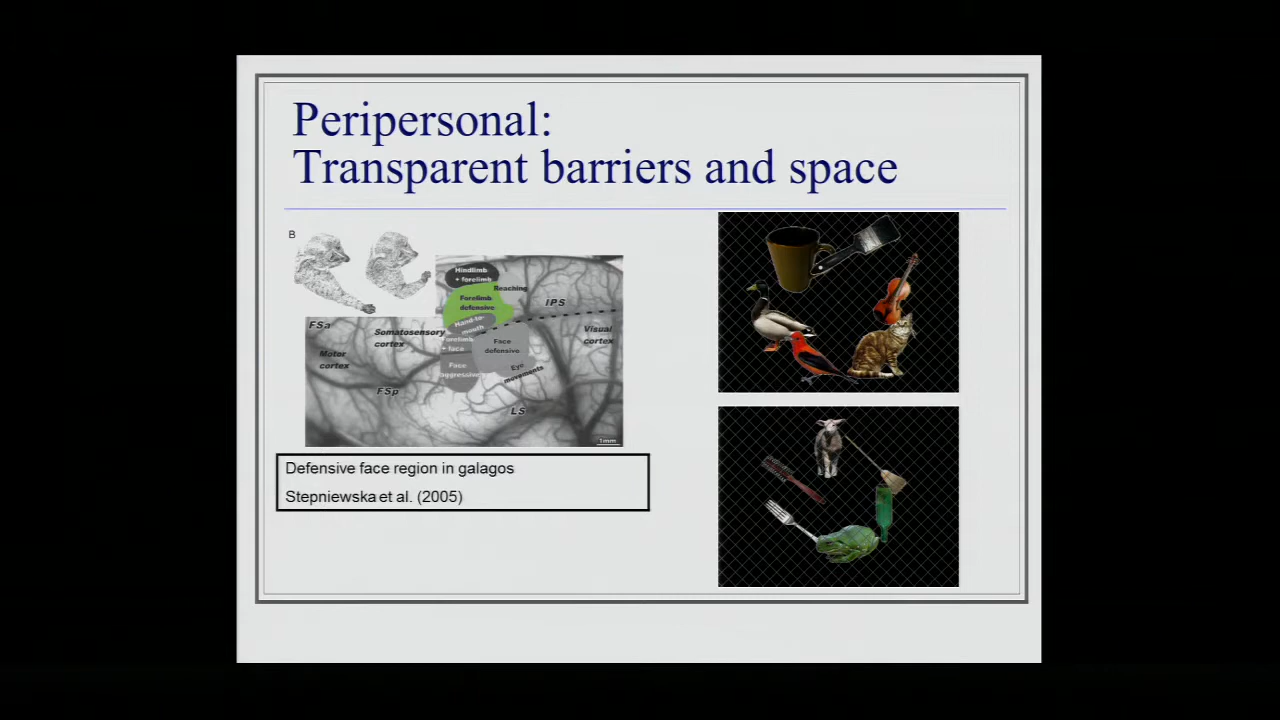 Peripersonal:
Transparent barriers and space
B
Hindlimb
+ forelimb
Reaching
Forelimb
defensive
IPS
Hand-to-
mouth
FSa
Somatosensory
cortex
Forelimb
+ face
Face
defensive
Visual
cortex
Motor
cortex
Face
aggressive
Eye
movements
FSp
LS
1mm
Defensive face region in galagos
Stepniewska et al. (2005)